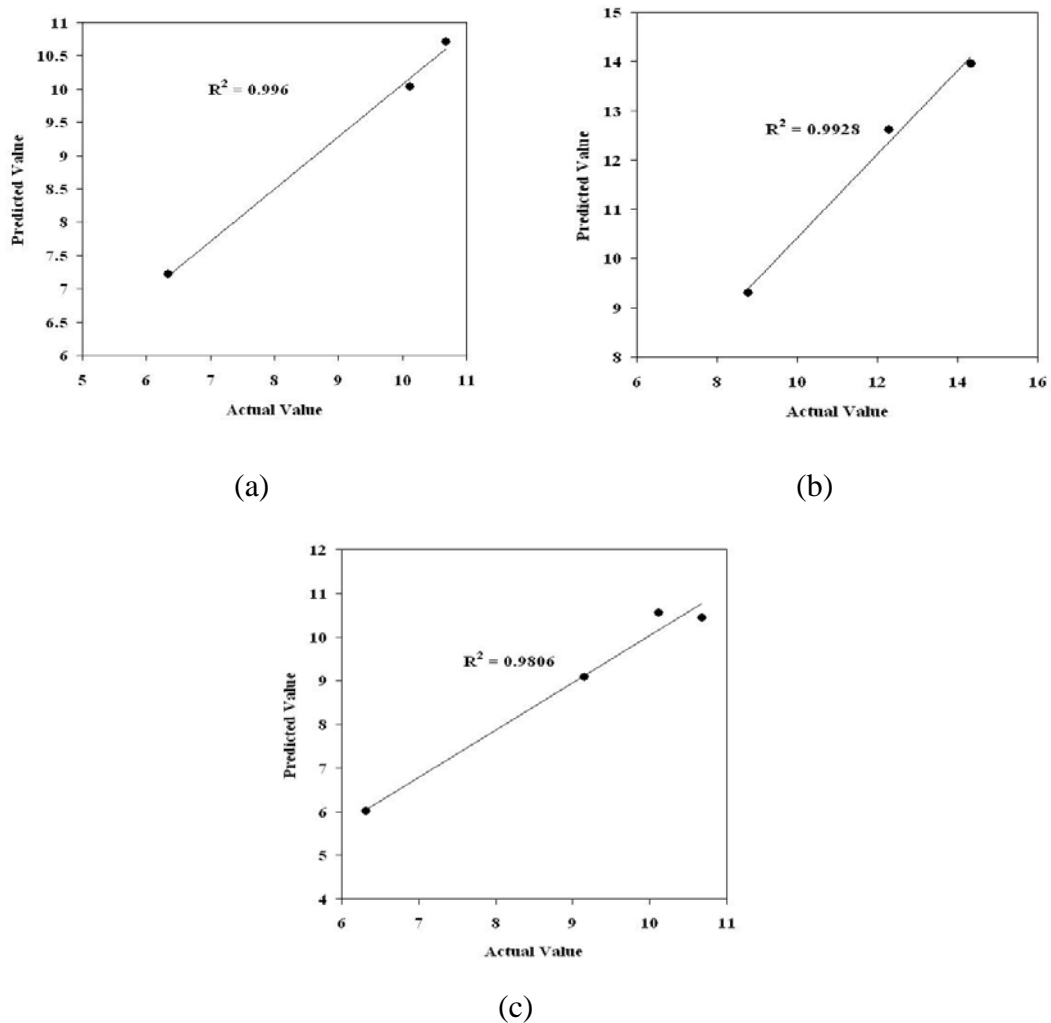 11
10.5
10
9.5
9
8.5
8
7.5
7
6.5
6
Predicted Value
R² = 0.996
5 6 7 8 9 10 11
Actual Value
(a)
15
14
13
12
11
10
9
8
Predicted Value
R² = 0.9928
6 8 10 12 14 16
Actual Value
(b)
12
11
10
9
8
7
6
5
4
Predicted Value
R² = 0.9806
6 7 8 9 10 11
Actual Value
(c)